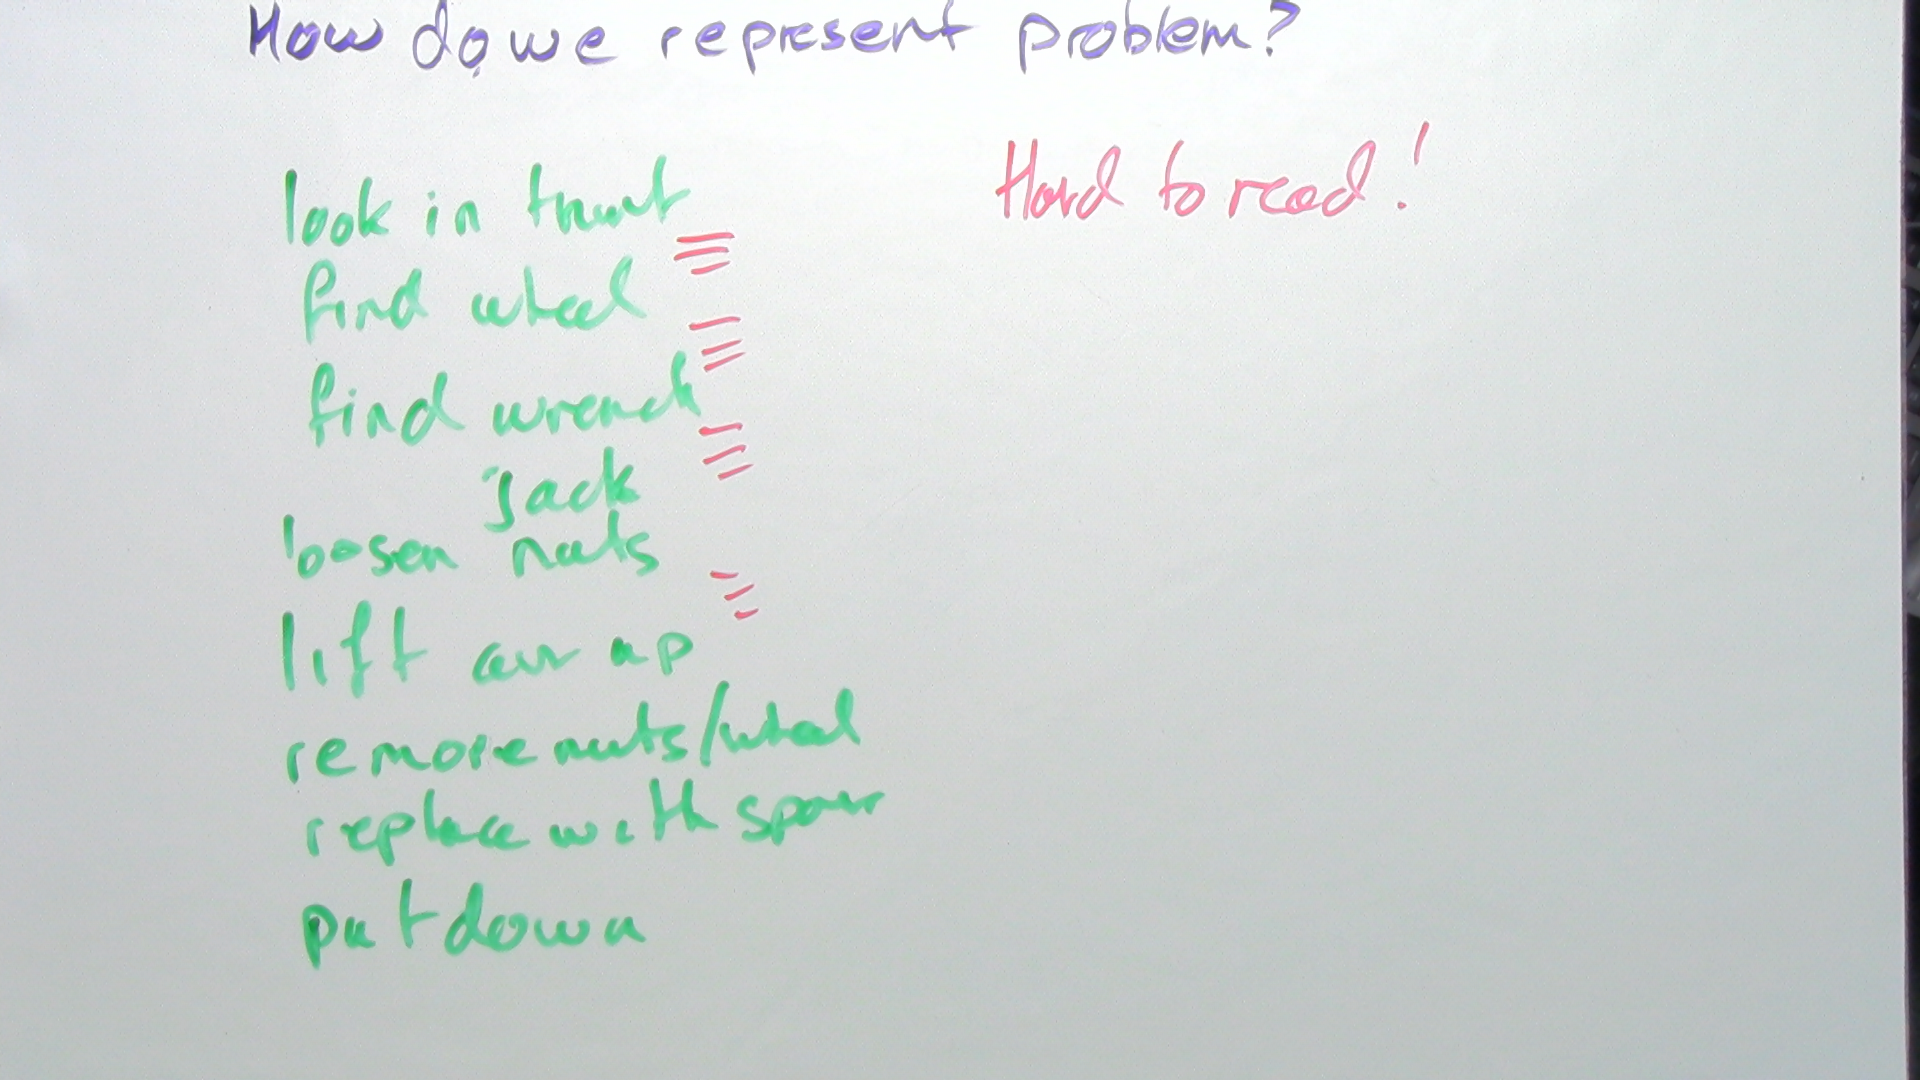 How do we represent problem?
Hard to read!
look in trunk
find wheel
find wrench
jack
loosen nuts
lift car up
remove nuts/wheel
replace with spare
put down